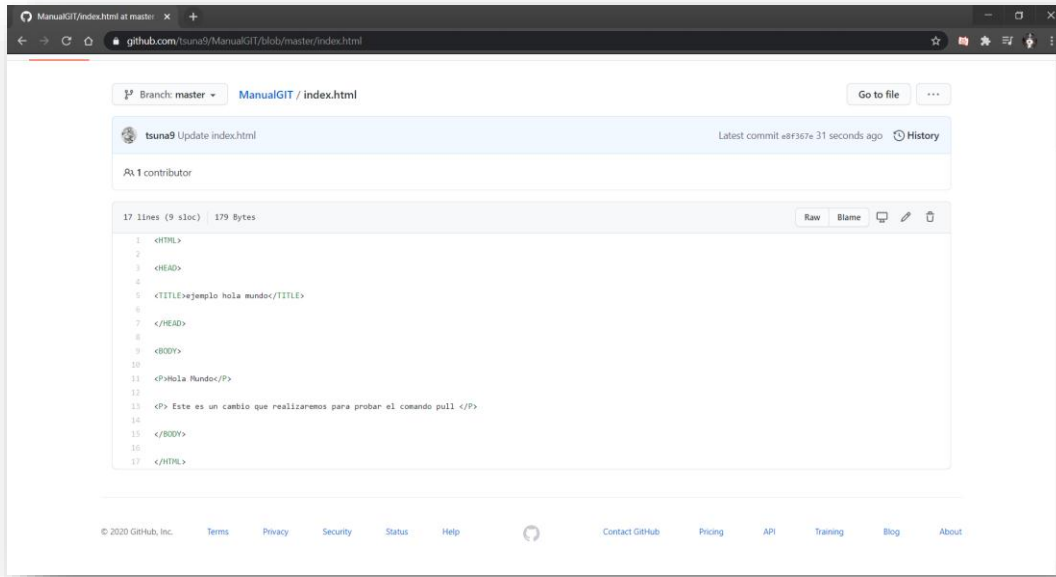 ManualGIT/index.html at master
github.com/tsuna9/ManualGIT/blob/master/index.html
Branch: master ManualGIT / index.html Go to file ...
tsuna9 Update index.html Latest commit e8f367e 31 seconds ago History
1 contributor
17 lines (9 sloc) 179 Bytes Raw Blame
1 <HTML>
2
3 <HEAD>
4
5 <TITLE>ejemplo hola mundo</TITLE>
6
7 </HEAD>
8
9 <BODY>
10
11 <P>Hola Mundo</P>
12
13 <P> Este es un cambio que realizaremos para probar el comando pull </P>
14
15 </BODY>
16
17 </HTML>
© 2020 GitHub, Inc. Terms Privacy Security Status Help Contact GitHub Pricing API Training Blog About